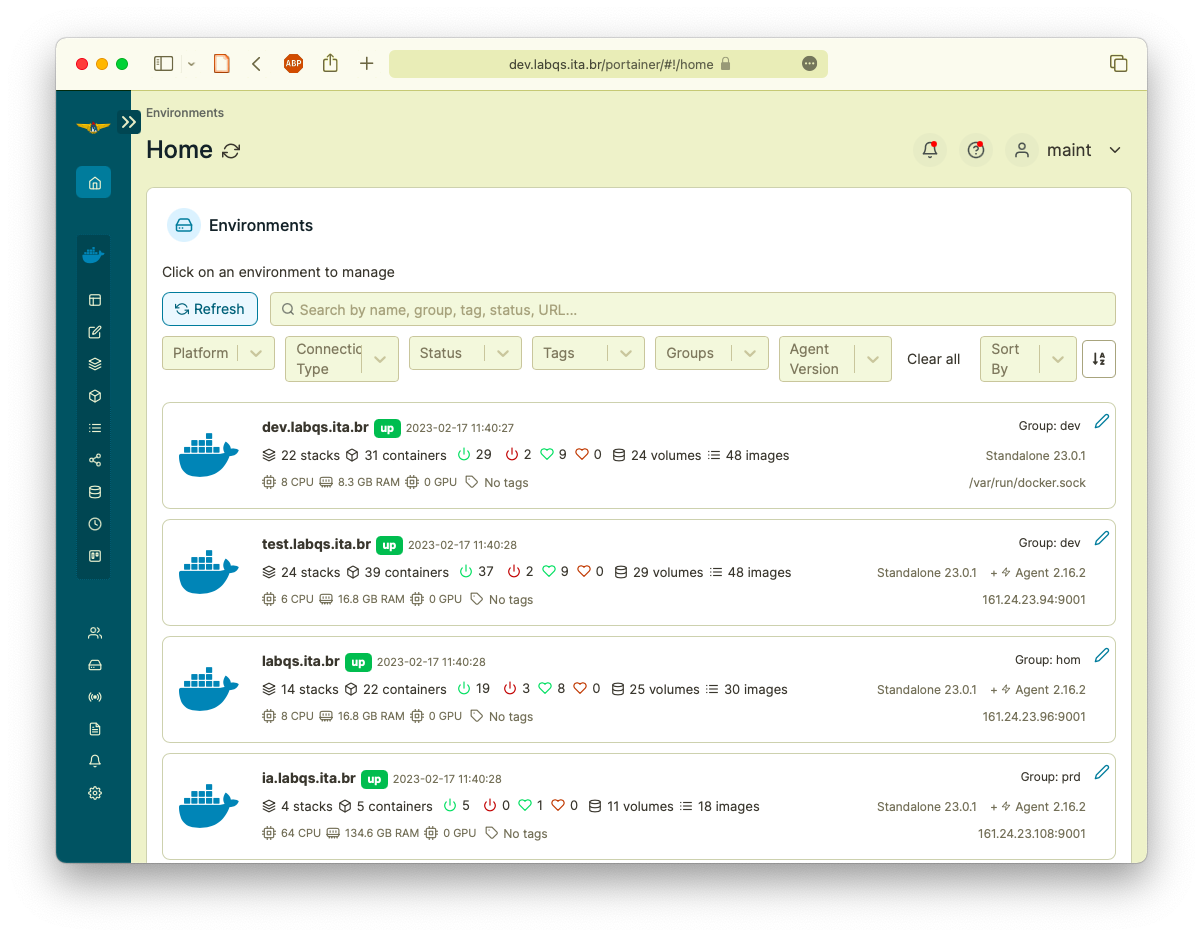 ABP
dev.labqs.ita.br/portainer/#!/home
Environments
Home
maint
Environments
Click on an environment to manage
Refresh
Search by name, group, tag, status, URL...
Platform
Connectic
Type
Status
Tags
Groups
Agent
Version
Clear all
Sort
By
dev.labqs.ita.br up 2023-02-17 11:40:27
Group: dev
22 stacks 31 containers 29 2 9 0 24 volumes 48 images
Standalone 23.0.1
8 CPU 8.3 GB RAM 0 GPU No tags
/var/run/docker.sock
test.labqs.ita.br up 2023-02-17 11:40:28
Group: dev
24 stacks 39 containers 37 2 9 0 29 volumes 48 images
Standalone 23.0.1 + Agent 2.16.2
6 CPU 16.8 GB RAM 0 GPU No tags
161.24.23.94:9001
labqs.ita.br up 2023-02-17 11:40:28
Group: hom
14 stacks 22 containers 19 3 8 0 25 volumes 30 images
Standalone 23.0.1 + Agent 2.16.2
8 CPU 16.8 GB RAM 0 GPU No tags
161.24.23.96:9001
ia.labqs.ita.br up 2023-02-17 11:40:28
Group: prd
4 stacks 5 containers 5 0 1 0 11 volumes 18 images
Standalone 23.0.1 + Agent 2.16.2
64 CPU 134.6 GB RAM 0 GPU No tags
161.24.23.108:9001